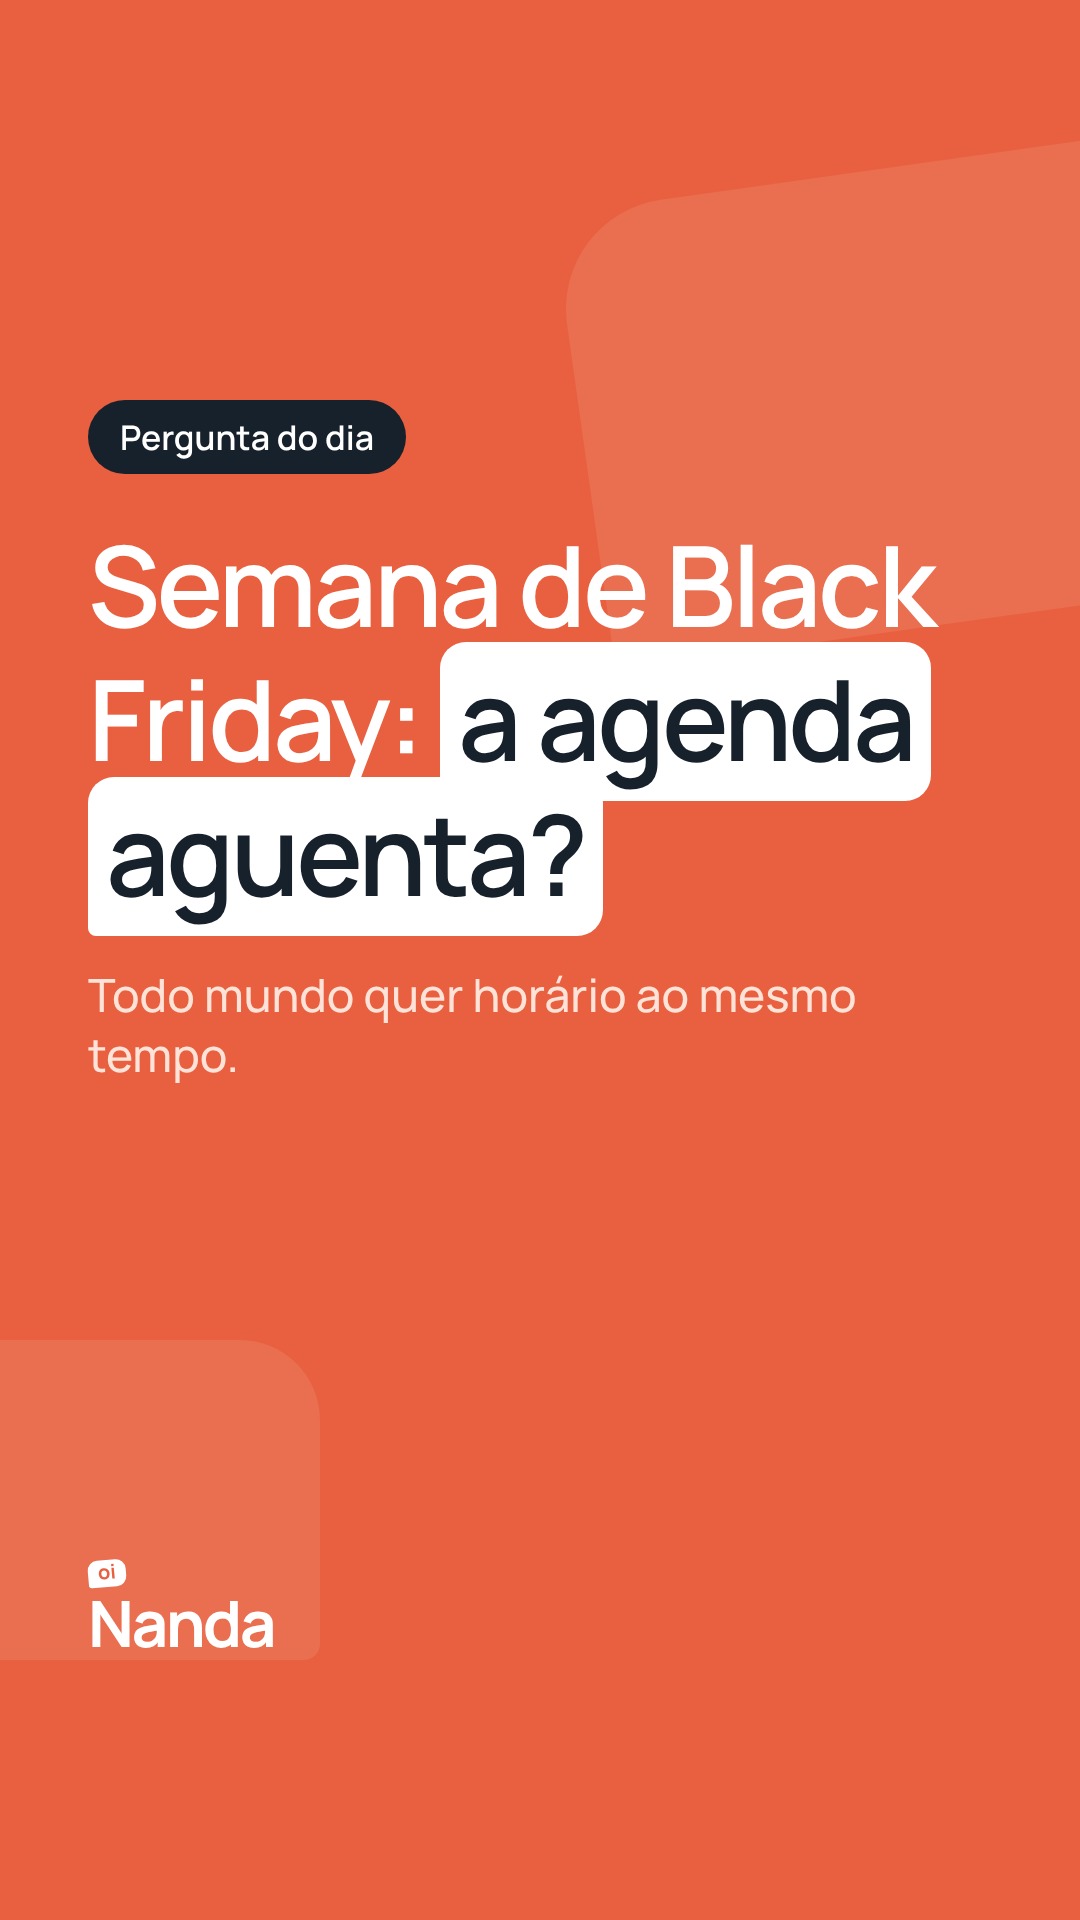 Pergunta do dia
Semana de Black
Friday: a agenda
aguenta?
Todo mundo quer horário ao mesmo
tempo.
oi
Nanda